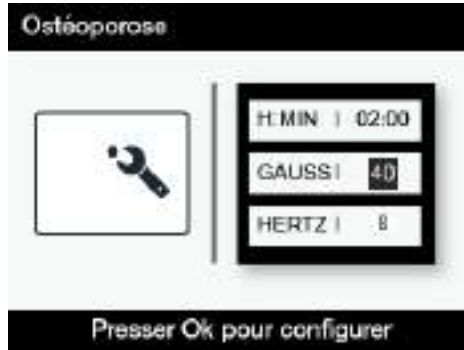 Ostéoporose
H:MIN | 02:00
GAUSS | 40
HERTZ | 8
Presser Ok pour configurer